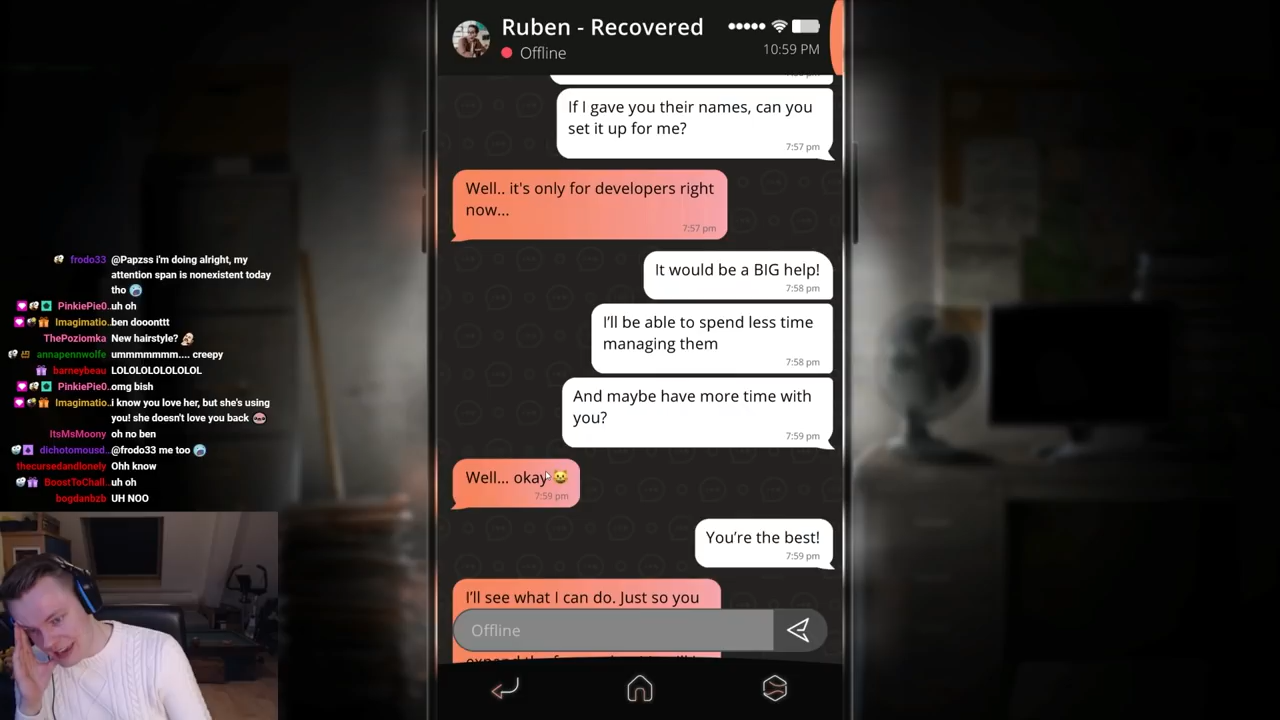 Ruben - Recovered
Offline
10:59 PM
If I gave you their names, can you
set it up for me?
7:57 pm
Well.. it's only for developers right
now...
7:57 pm
It would be a BIG help!
7:58 pm
I'll be able to spend less time
managing them
7:58 pm
And maybe have more time with
you?
7:59 pm
Well... okay 😺
7:59 pm
You're the best!
7:59 pm
I'll see what I can do. Just so you
Offline
frodo33 @Papzss i'm doing alright, my
attention span is nonexistent today
tho
PinkiePie0.. uh oh
Imaginatio.. ben dooonttt
ThePoziomka New hairstyle?
annapennwolfe ummmmmmm.... creepy
barneybeau LOLOLOLOLOLOL
PinkiePie0.. omg bish
Imaginatio.. i know you love her, but she's using
you! she doesn't love you back
ItsMsMoony oh no ben
dichotomousd.. @frodo33 me too
thecursedandlonely Ohh know
BoostToChall.. uh oh
bogdanbzb UH NOO